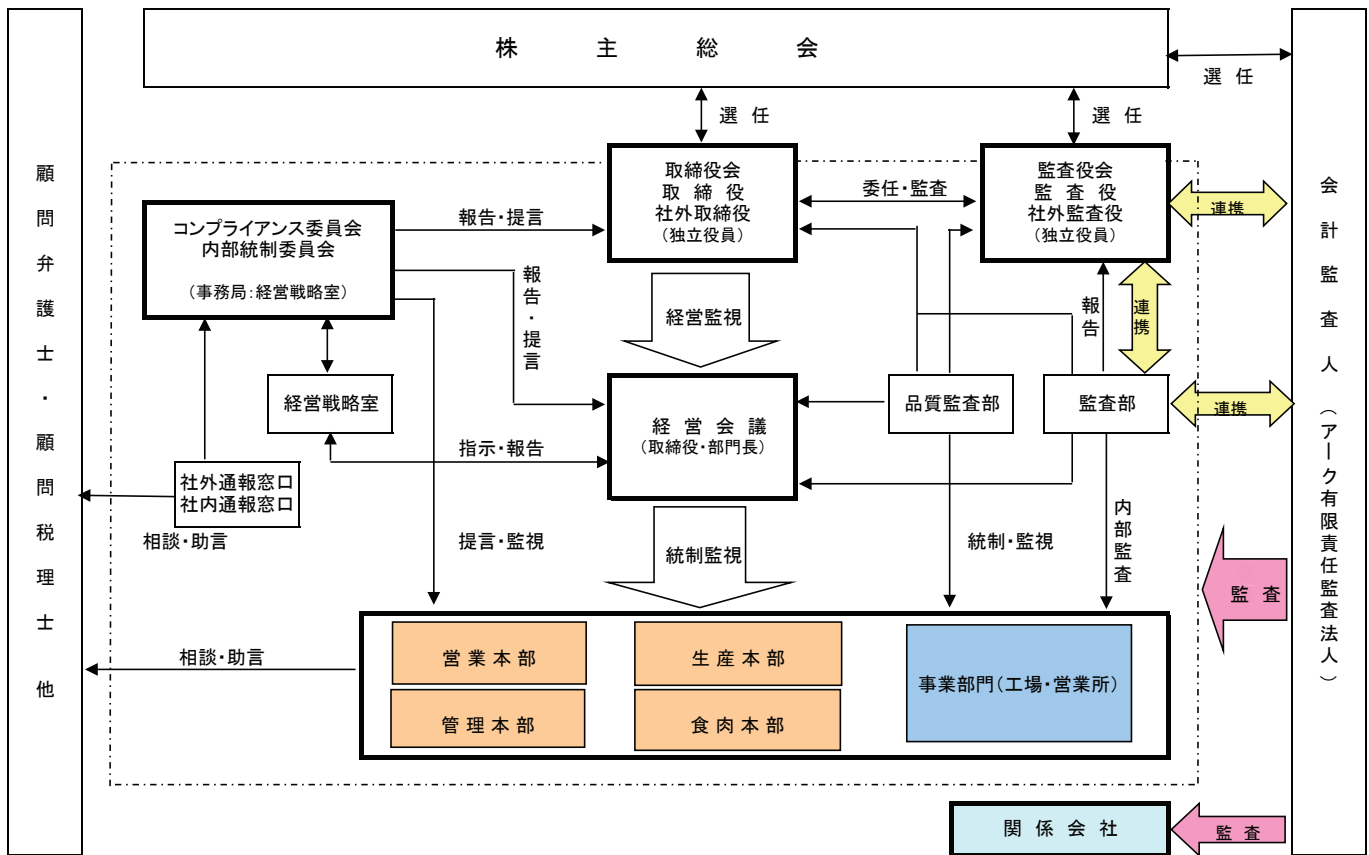 株主総会
選任
選任
選任
顧問弁護士・顧問税理士 他
会計監査人(アーク有限責任監査法人)
取締役会
取締役
社外取締役
(独立役員)
委任・監査
監査役会
監査役
社外監査役
(独立役員)
連携
コンプライアンス委員会
内部統制委員会
(事務局:経営戦略室)
報告・提言
報告・提言
経営監視
報告
連携
経営戦略室
経営会議
(取締役・部門長)
品質監査部
監査部
連携
指示・報告
社外通報窓口
社内通報窓口
相談・助言
提言・監視
統制監視
統制・監視
内部監査
監査
相談・助言
営業本部
生産本部
事業部門(工場・営業所)
管理本部
食肉本部
関係会社
監査